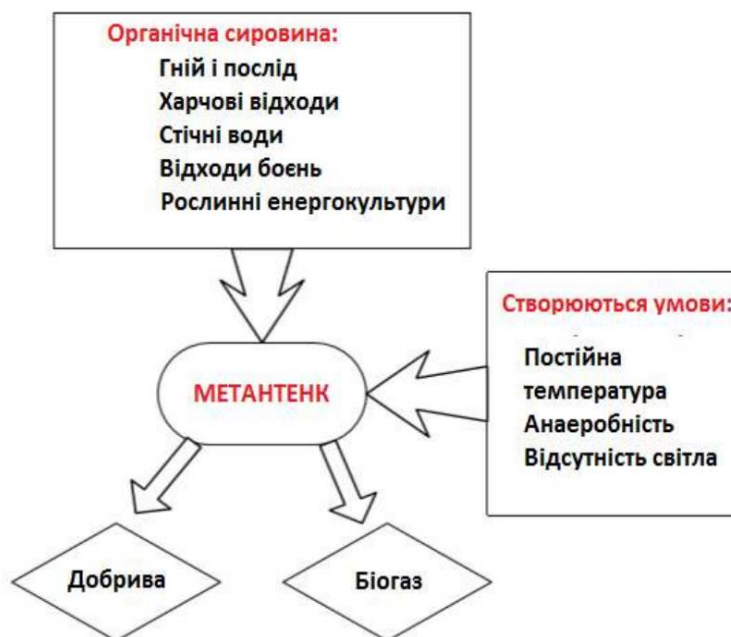 Органічна сировина:
Гній і послід
Харчові відходи
Стічні води
Відходи боєнь
Рослинні енергокультури
Створюються умови:
Постійна
температура
Анаеробність
Відсутність світла
МЕТАНТЕНК
Добрива
Біогаз